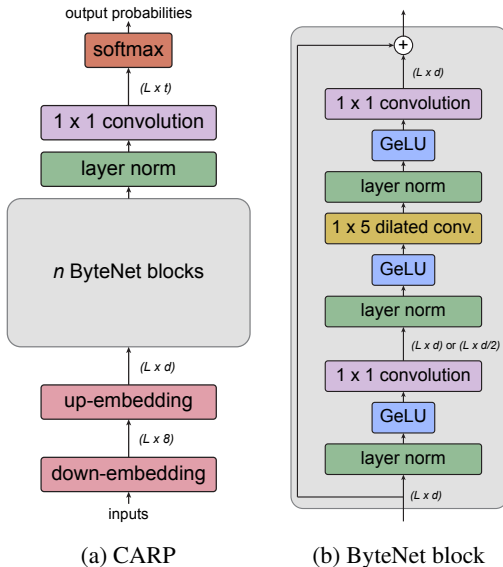 output probabilities
softmax
(L x t)
1 x 1 convolution
layer norm
n ByteNet blocks
(L x d)
up-embedding
(L x 8)
down-embedding
inputs
(a) CARP
+
(L x d)
1 x 1 convolution
GeLU
layer norm
1 x 5 dilated conv.
GeLU
layer norm
(L x d) or (L x d/2)
1 x 1 convolution
GeLU
layer norm
(L x d)
(b) ByteNet block